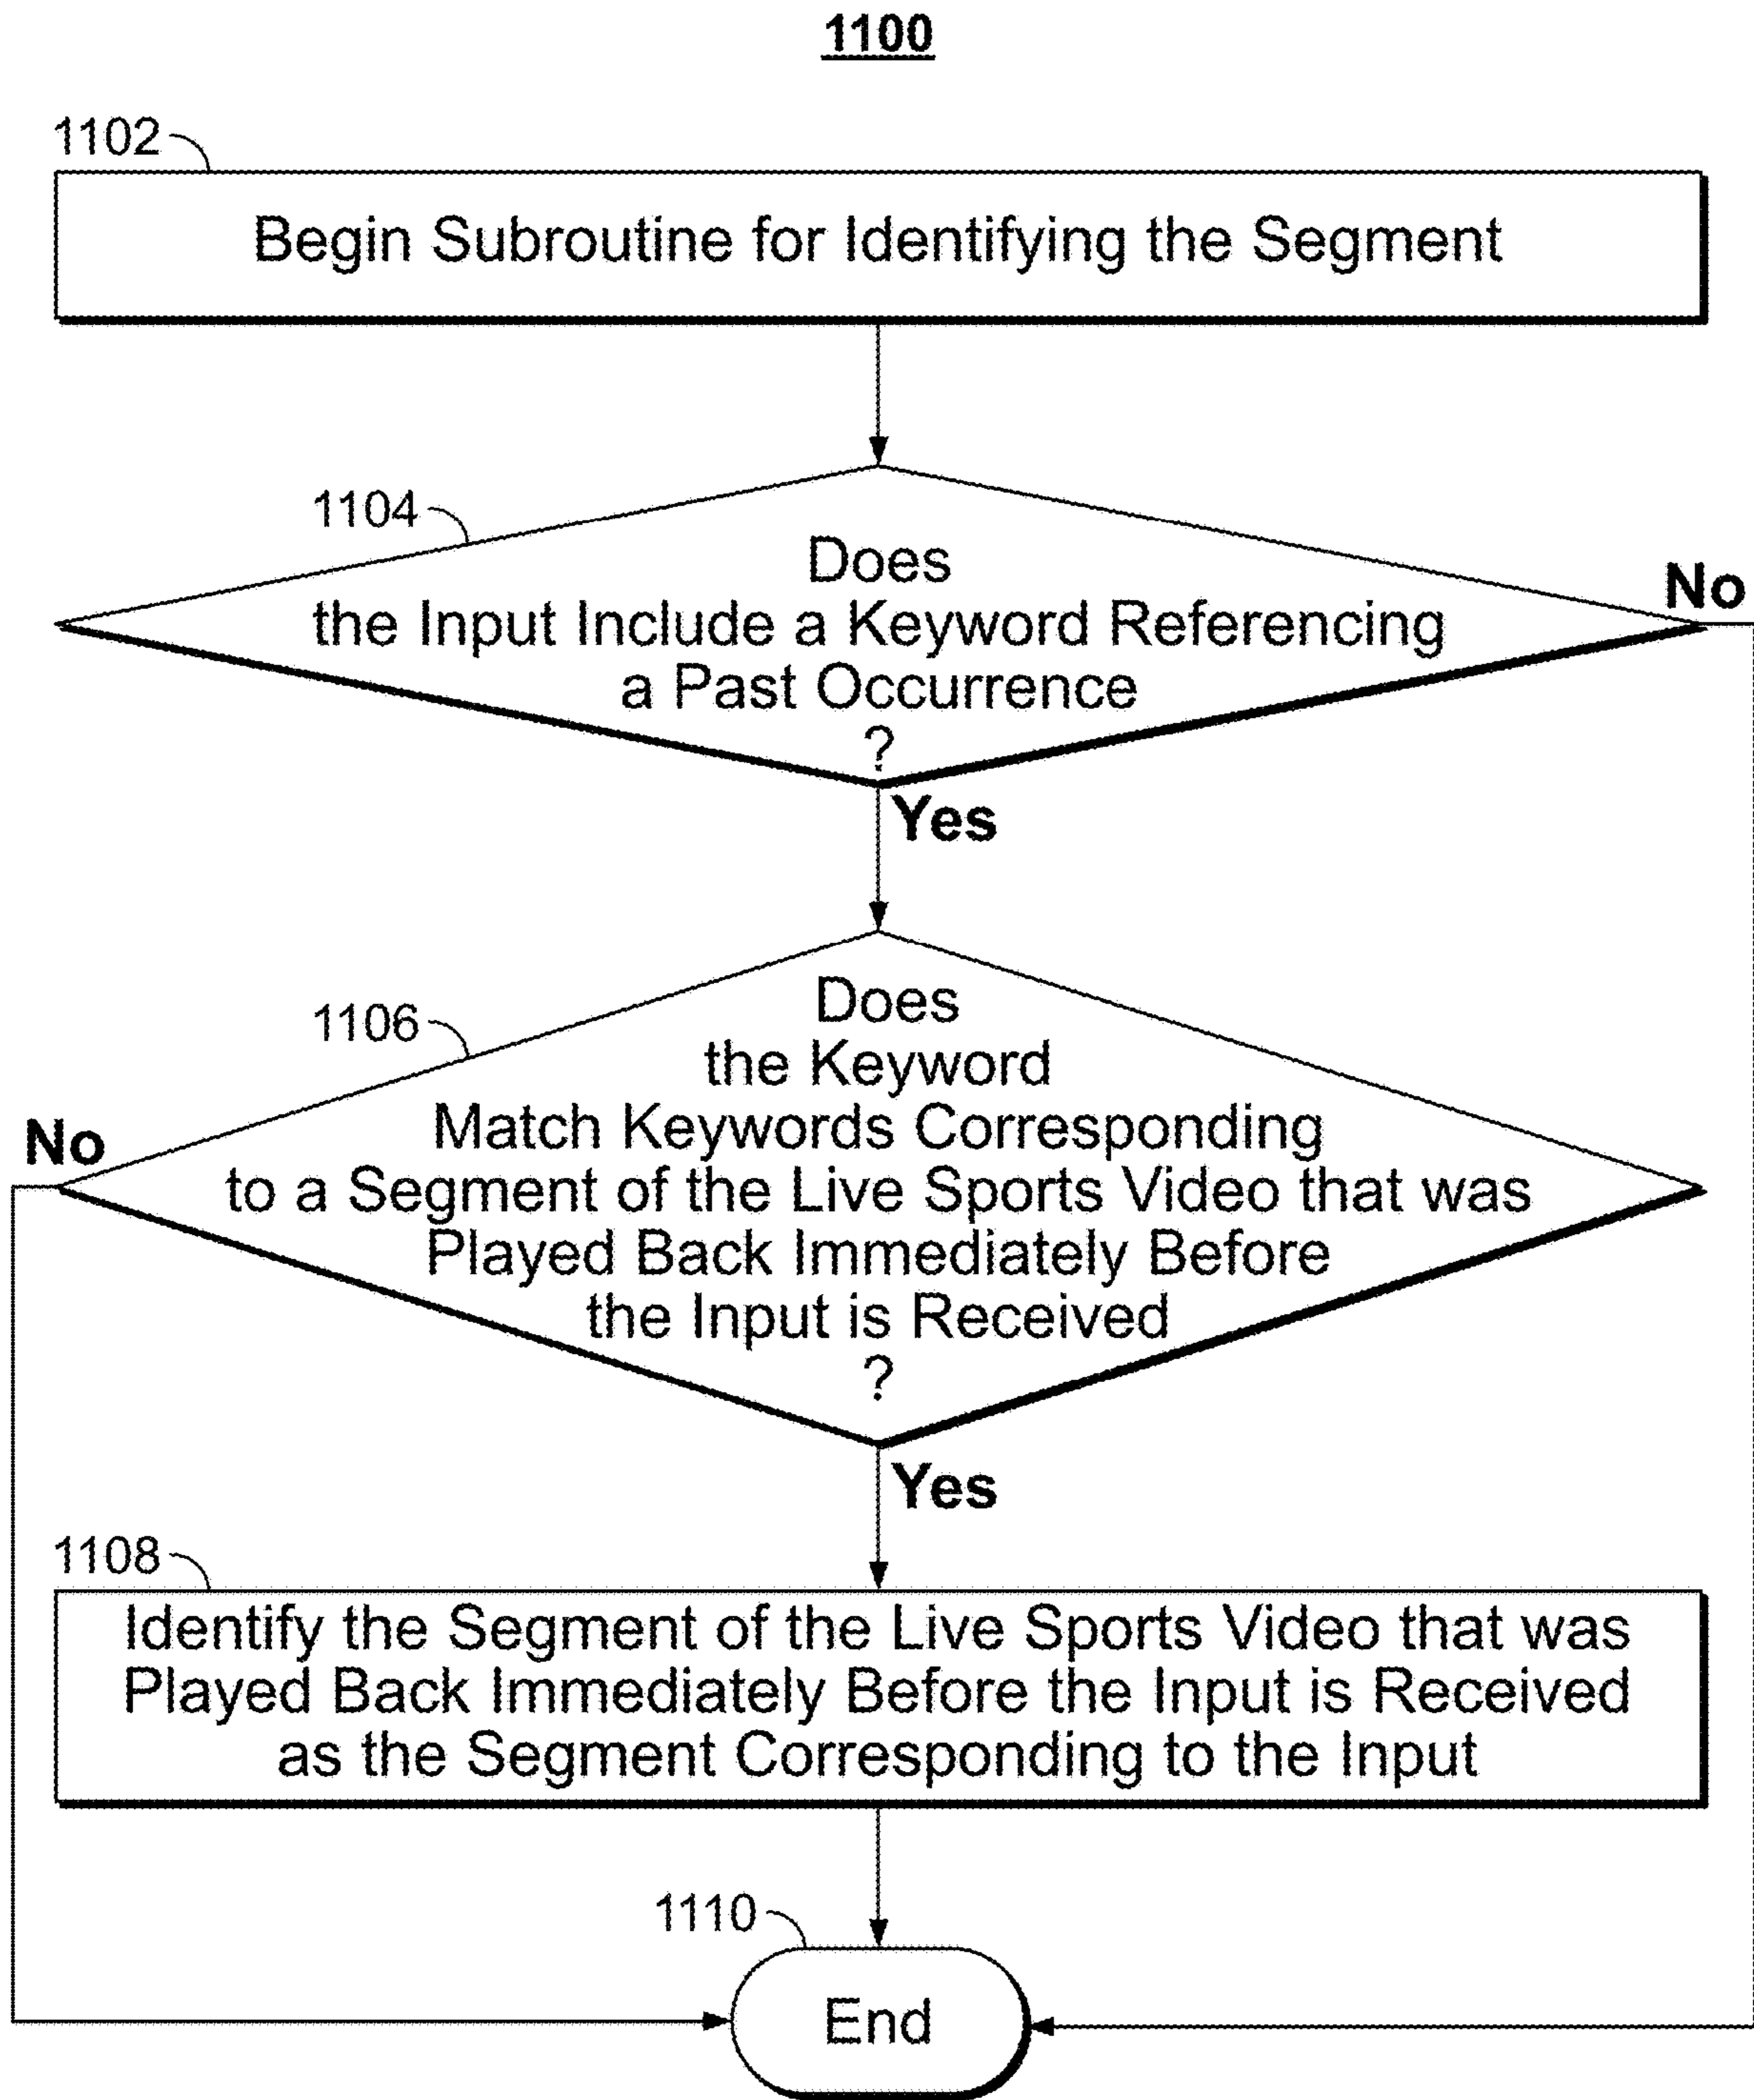 1100
1102
Begin Subroutine for Identifying the Segment
1104
Does
the Input Include a Keyword Referencing
a Past Occurrence
?
No
Yes
1106
Does
the Keyword
Match Keywords Corresponding
to a Segment of the Live Sports Video that was
Played Back Immediately Before
the Input is Received
?
No
Yes
1108
Identify the Segment of the Live Sports Video that was
Played Back Immediately Before the Input is Received
as the Segment Corresponding to the Input
1110
End